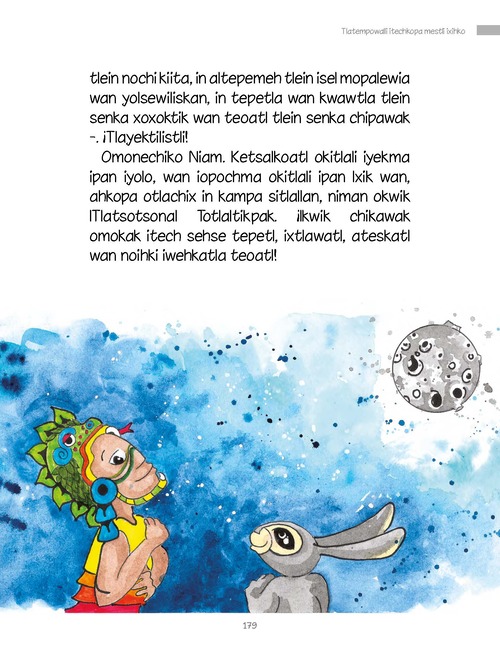 Tlatempowalli itechkopa mestli ixihko
tlein nochi kiita, in altepemeh tlein isel mopalewia
wan yolsewiliskan, in tepetla wan kwawtla tlein
senka xoxoktik wan teoatl tlein senka chipawak
–. ¡Tlayektilistli!
Omonechiko Niam. Ketsalkoatl okitlali iyekma
ipan iyolo, wan iopochma okitlali ipan Ixik wan,
ahkopa otlachix in kampa sitlallan, niman okwik
ITlatsotsonal Totlaltikpak. ¡Ikwik chikawak
omokak itech sehse tepetl, ixtlawatl, ateskatl
wan noihki iwehkatla teoatl!
179